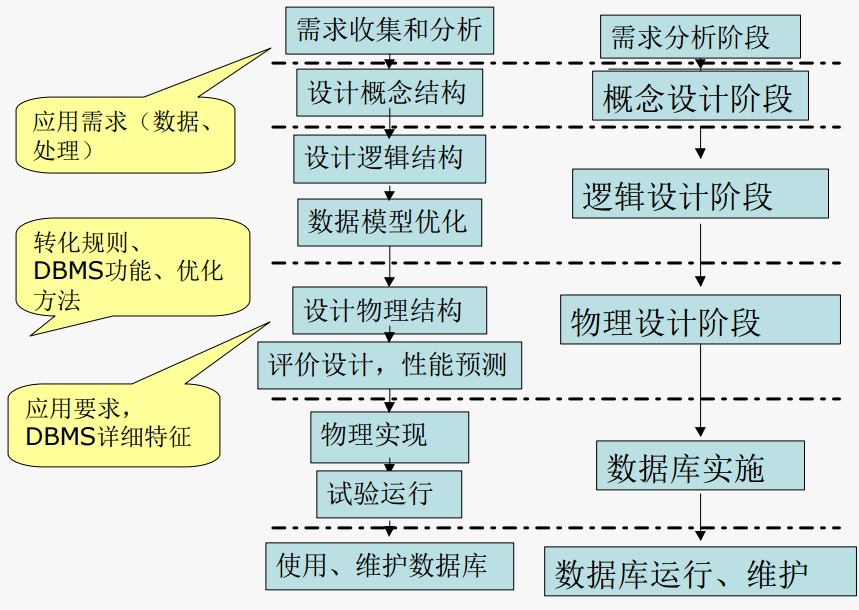 需求收集和分析
需求分析阶段
设计概念结构
概念设计阶段
应用需求（数据、
处理）
设计逻辑结构
逻辑设计阶段
数据模型优化
转化规则、
DBMS功能、优化
方法
设计物理结构
物理设计阶段
评价设计，性能预测
应用要求，
DBMS详细特征
物理实现
数据库实施
试验运行
使用、维护数据库
数据库运行、维护